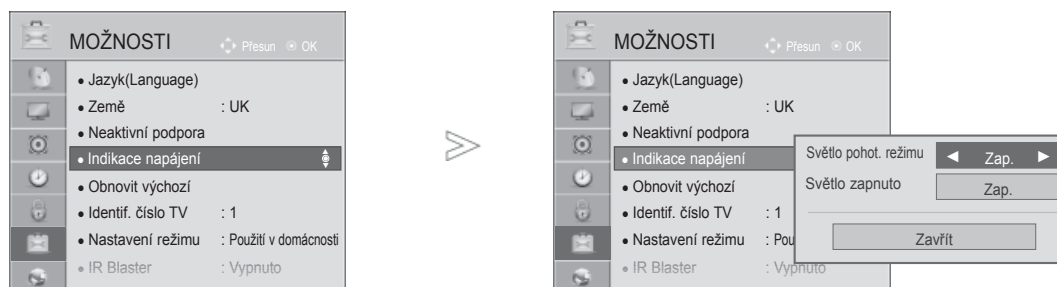 MOŽNOSTI
Přesun OK
• Jazyk(Language)
• Země : UK
• Neaktivní podpora
• Indikace napájení
• Obnovit výchozí
• Identif. číslo TV : 1
• Nastavení režimu : Použití v domácnosti
• IR Blaster : Vypnuto
MOŽNOSTI
Přesun OK
• Jazyk(Language)
• Země : UK
• Neaktivní podpora
• Indikace napájení
• Obnovit výchozí
• Identif. číslo TV : 1
• Nastavení režimu : Pou
• IR Blaster : Vypnuto
Světlo pohot. režimu ◄ Zap. ►
Světlo zapnuto Zap.
Zavřít